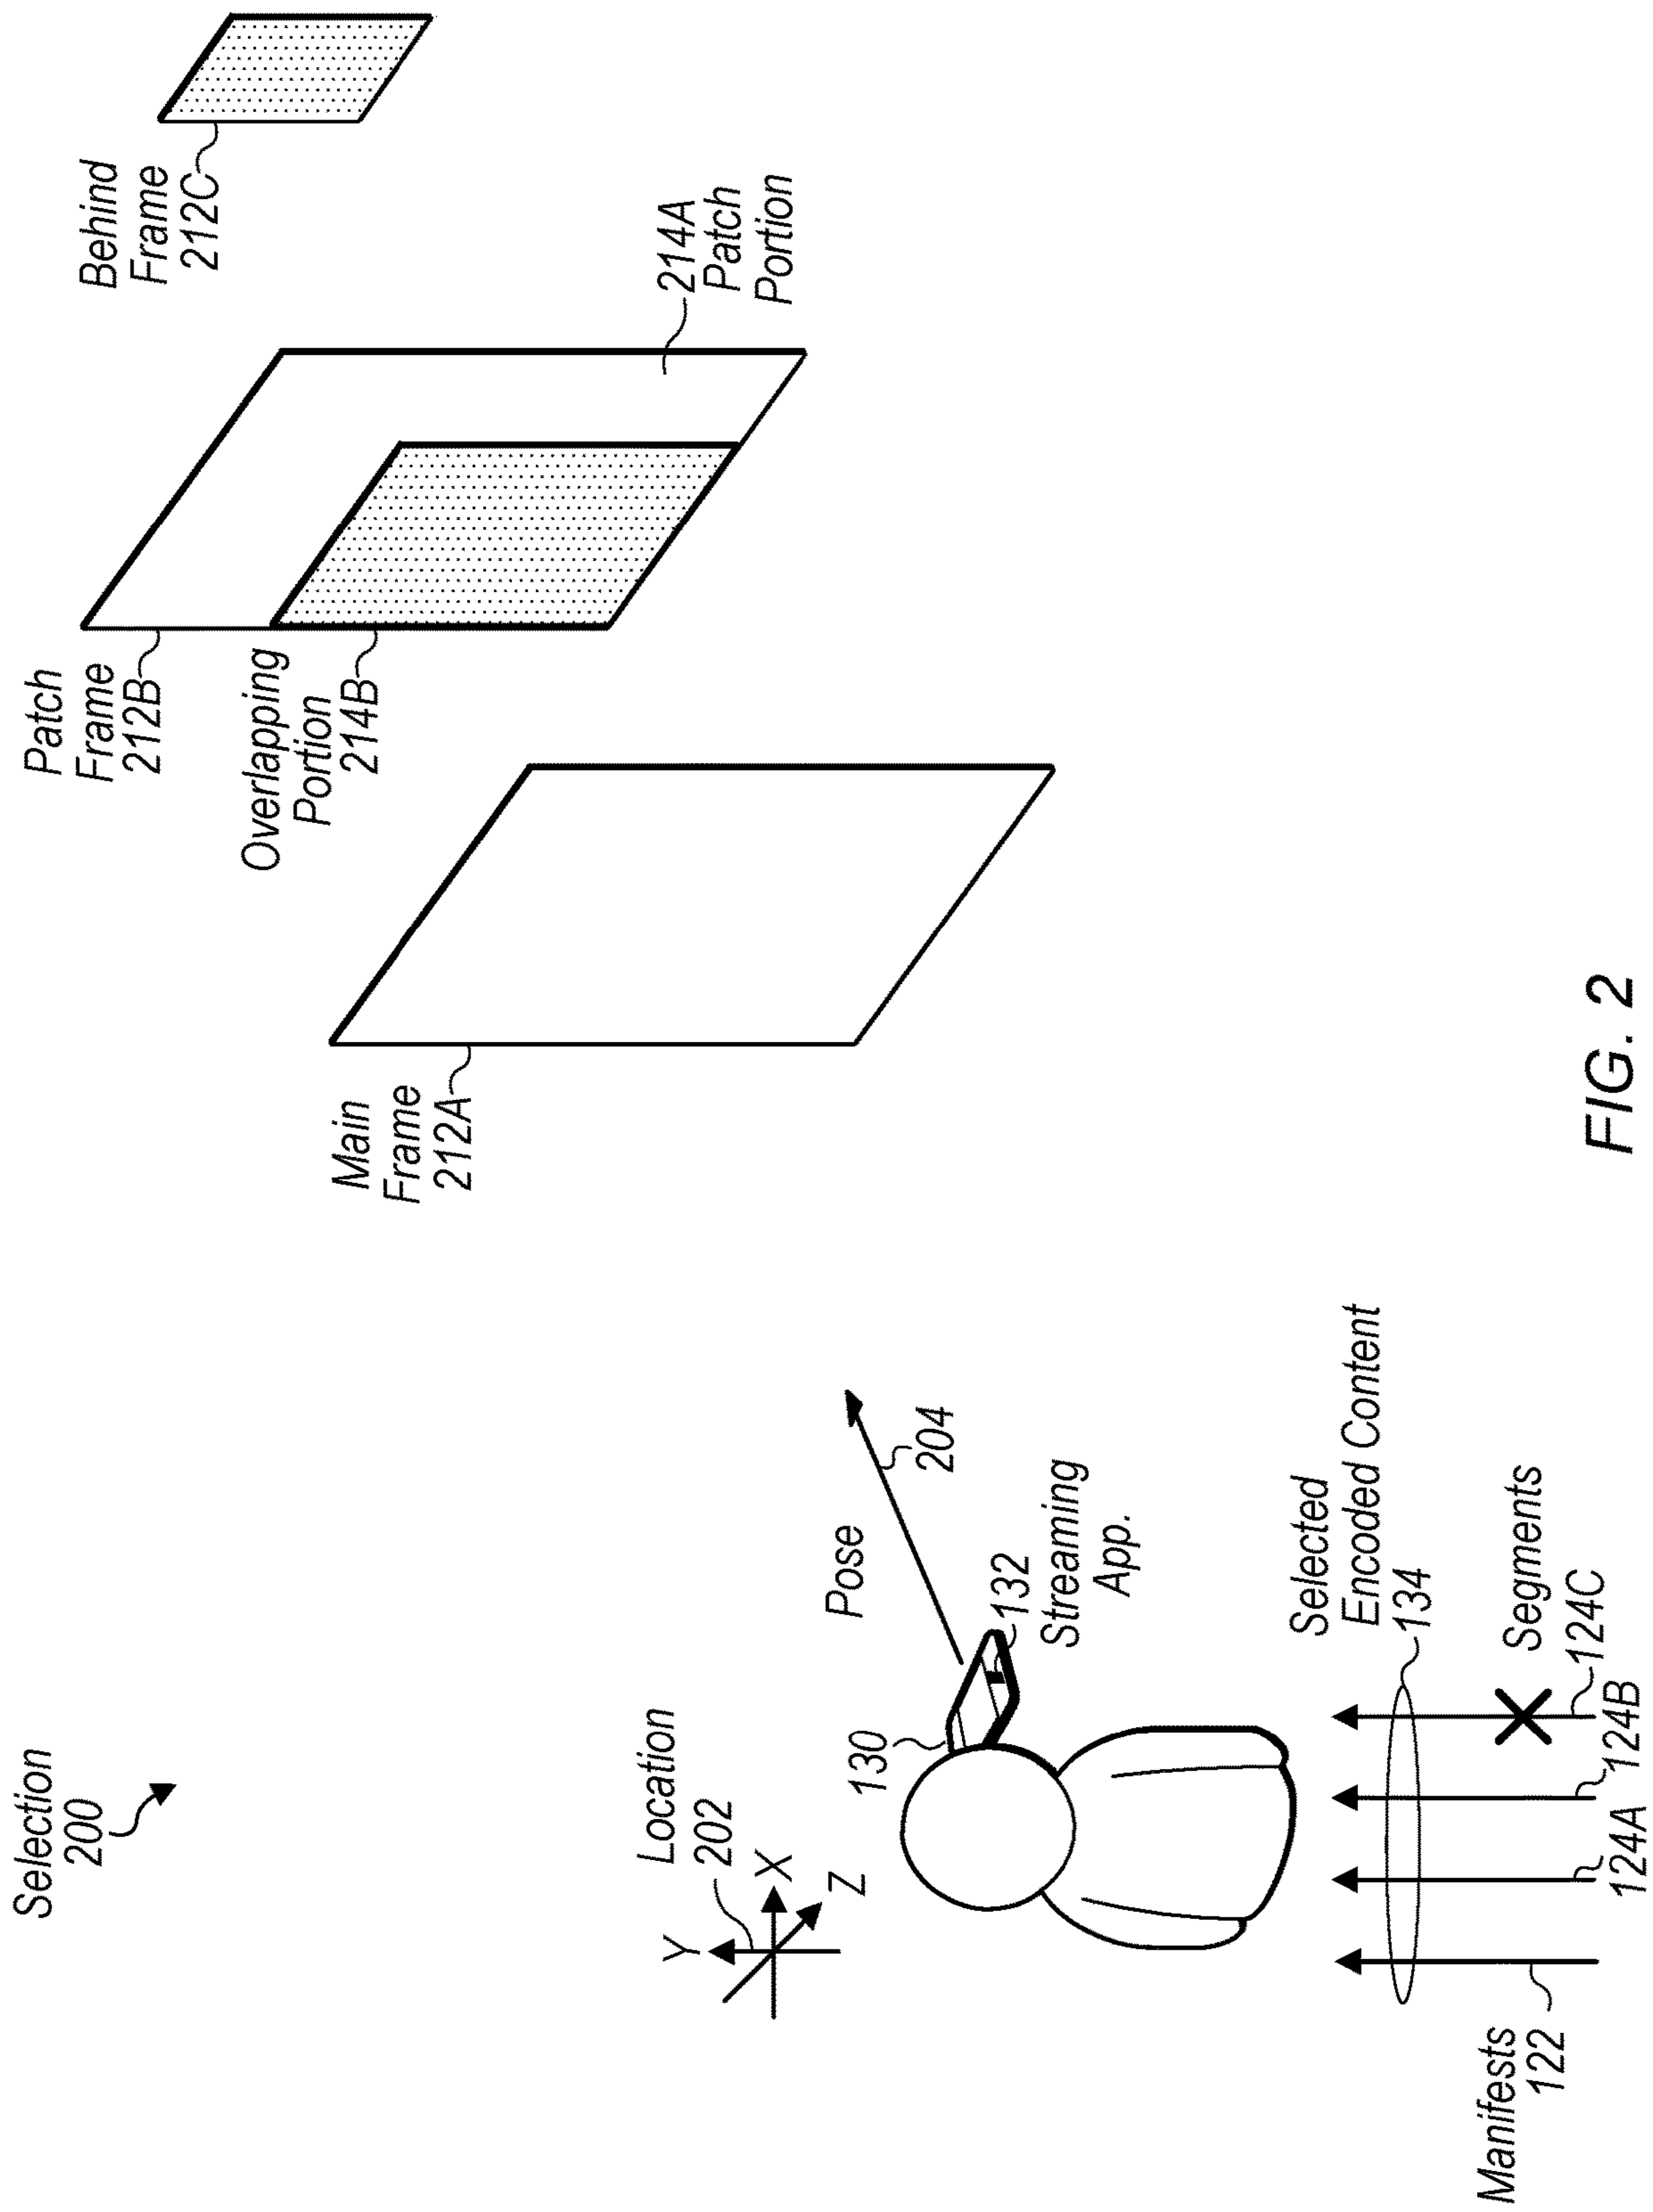 Selection
200
Location
202
Y
X
Z
130
Pose
204
132
Streaming
App.
Selected
Encoded Content
134
Segments
124C
124B
124A
Manifests
122
Main
Frame
212A
Patch
Frame
212B
Overlapping
Portion
214B
Behind
Frame
212C
214A
Patch
Portion
FIG. 2